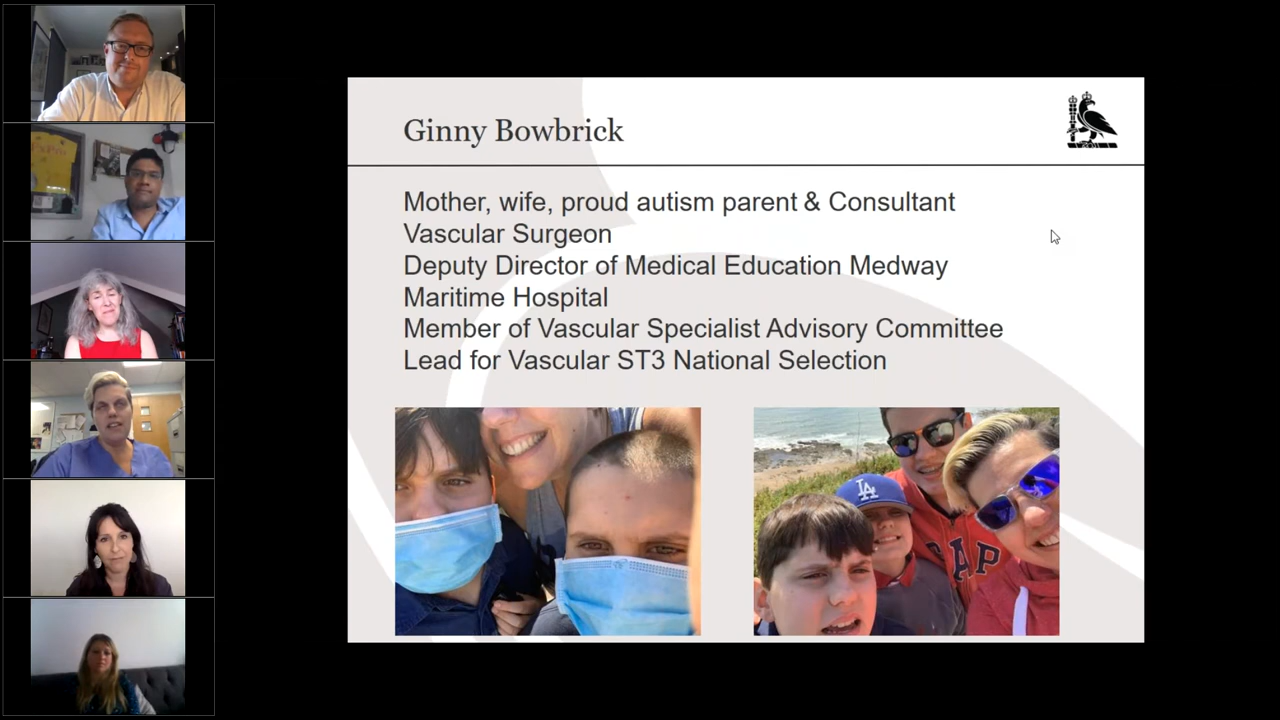 Ginny Bowbrick
Mother, wife, proud autism parent & Consultant
Vascular Surgeon
Deputy Director of Medical Education Medway
Maritime Hospital
Member of Vascular Specialist Advisory Committee
Lead for Vascular ST3 National Selection
LA
GAP